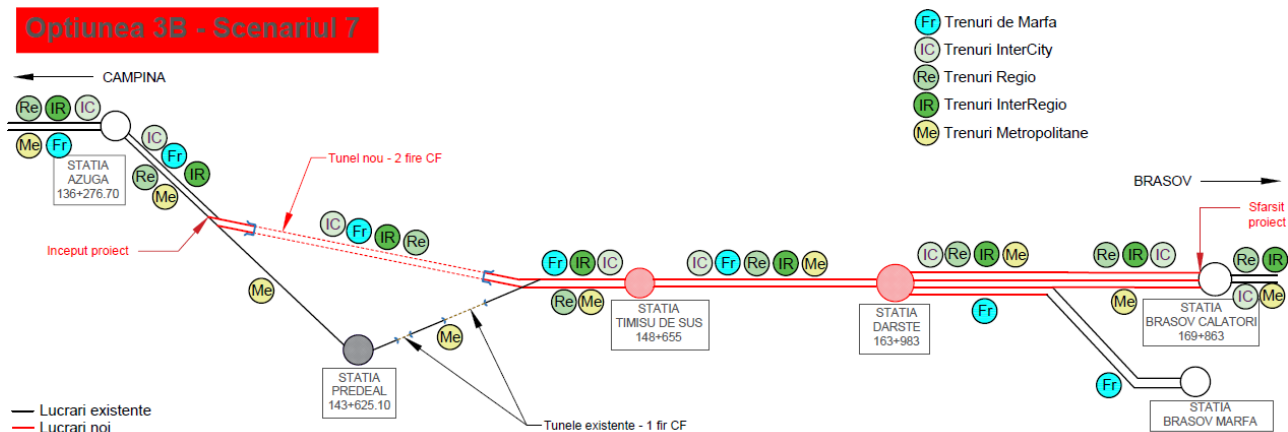 Optiunea 3B - Scenariul 7
Fr Trenuri de Marfa
IC Trenuri InterCity
Re Trenuri Regio
IR Trenuri InterRegio
Me Trenuri Metropolitane
CAMPINA
Re IR IC
Me Fr
STATIA
AZUGA
136+276.70
IC
Fr
IR
Re
Me
Inceput proiect
Tunel nou - 2 fire CF
IC Fr IR Re
Me
STATIA
PREDEAL
143+625.10
Me
Tunele existente - 1 fir CF
Fr IR IC
Re Me
STATIA
TIMISU DE SUS
148+655
IC Fr Re IR Me
STATIA
DARSTE
163+983
IC Re IR Me
Fr
BRASOV
Sfarsit
proiect
Re IR IC
Me
STATIA
BRASOV CALATORI
169+863
Re IR
IC Me
Fr
STATIA
BRASOV MARFA
Lucrari existente
Lucrari noi